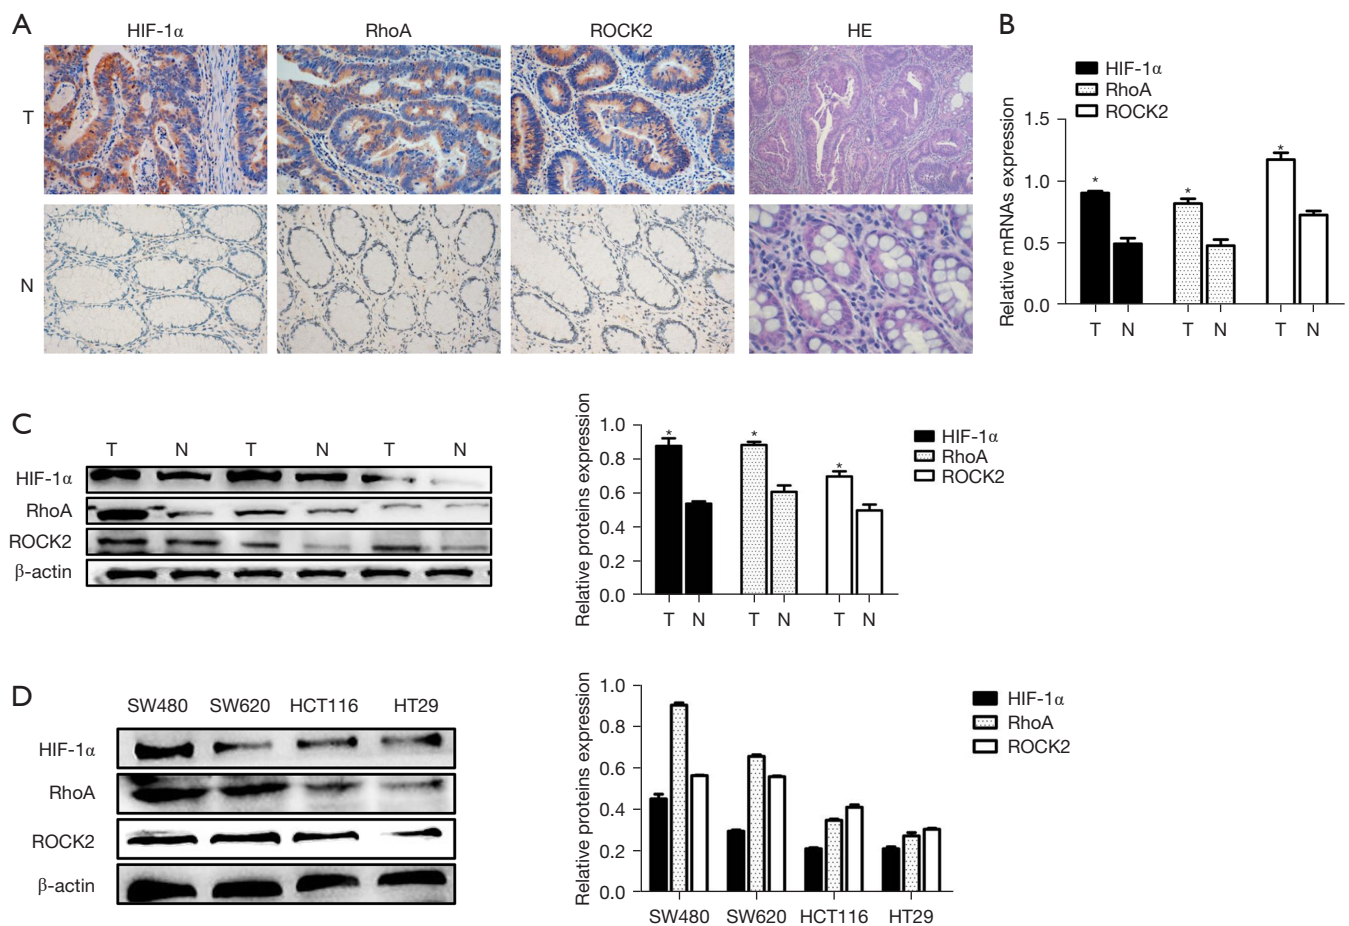 A
HIF-1α RhoA ROCK2 HE
T
N
B
HIF-1α
RhoA
ROCK2
Relative mRNAs expression
1.5
1.0
0.5
0.0
* * *
T N T N T N
C
T N T N T N
HIF-1α
RhoA
ROCK2
β-actin
Relative proteins expression
1.0
0.8
0.6
0.4
0.2
0.0
* * *
T N T N T N
HIF-1α
RhoA
ROCK2
D
SW480 SW620 HCT116 HT29
HIF-1α
RhoA
ROCK2
β-actin
Relative proteins expression
1.0
0.8
0.6
0.4
0.2
0.0
SW480 SW620 HCT116 HT29
HIF-1α
RhoA
ROCK2